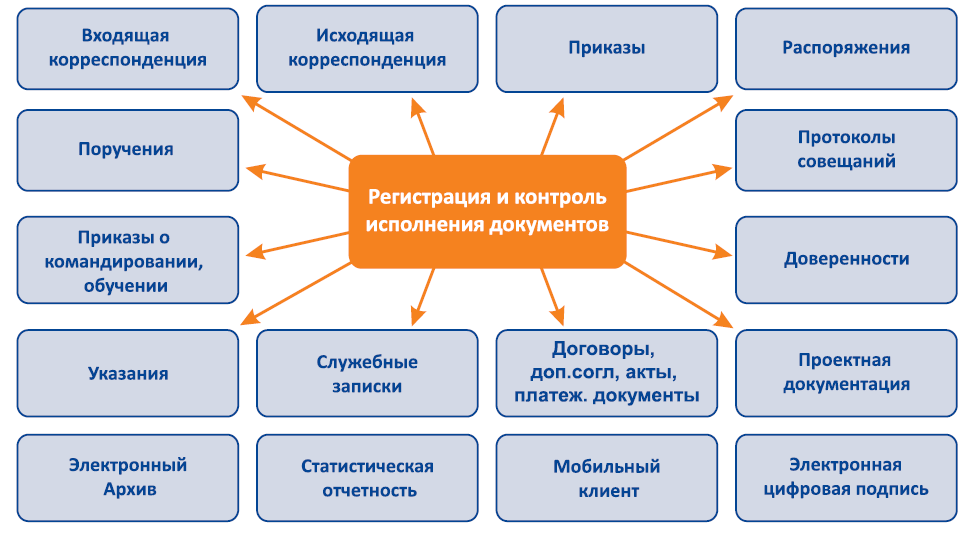 Входящая
корреспонденция
Исходящая
корреспонденция
Приказы
Распоряжения
Поручения
Протоколы
совещаний
Регистрация и контроль
исполнения документов
Приказы о
командировании,
обучении
Доверенности
Указания
Служебные
записки
Договоры,
доп.согл, акты,
платеж. документы
Проектная
документация
Электронный
Архив
Статистическая
отчетность
Мобильный
клиент
Электронная
цифровая подпись